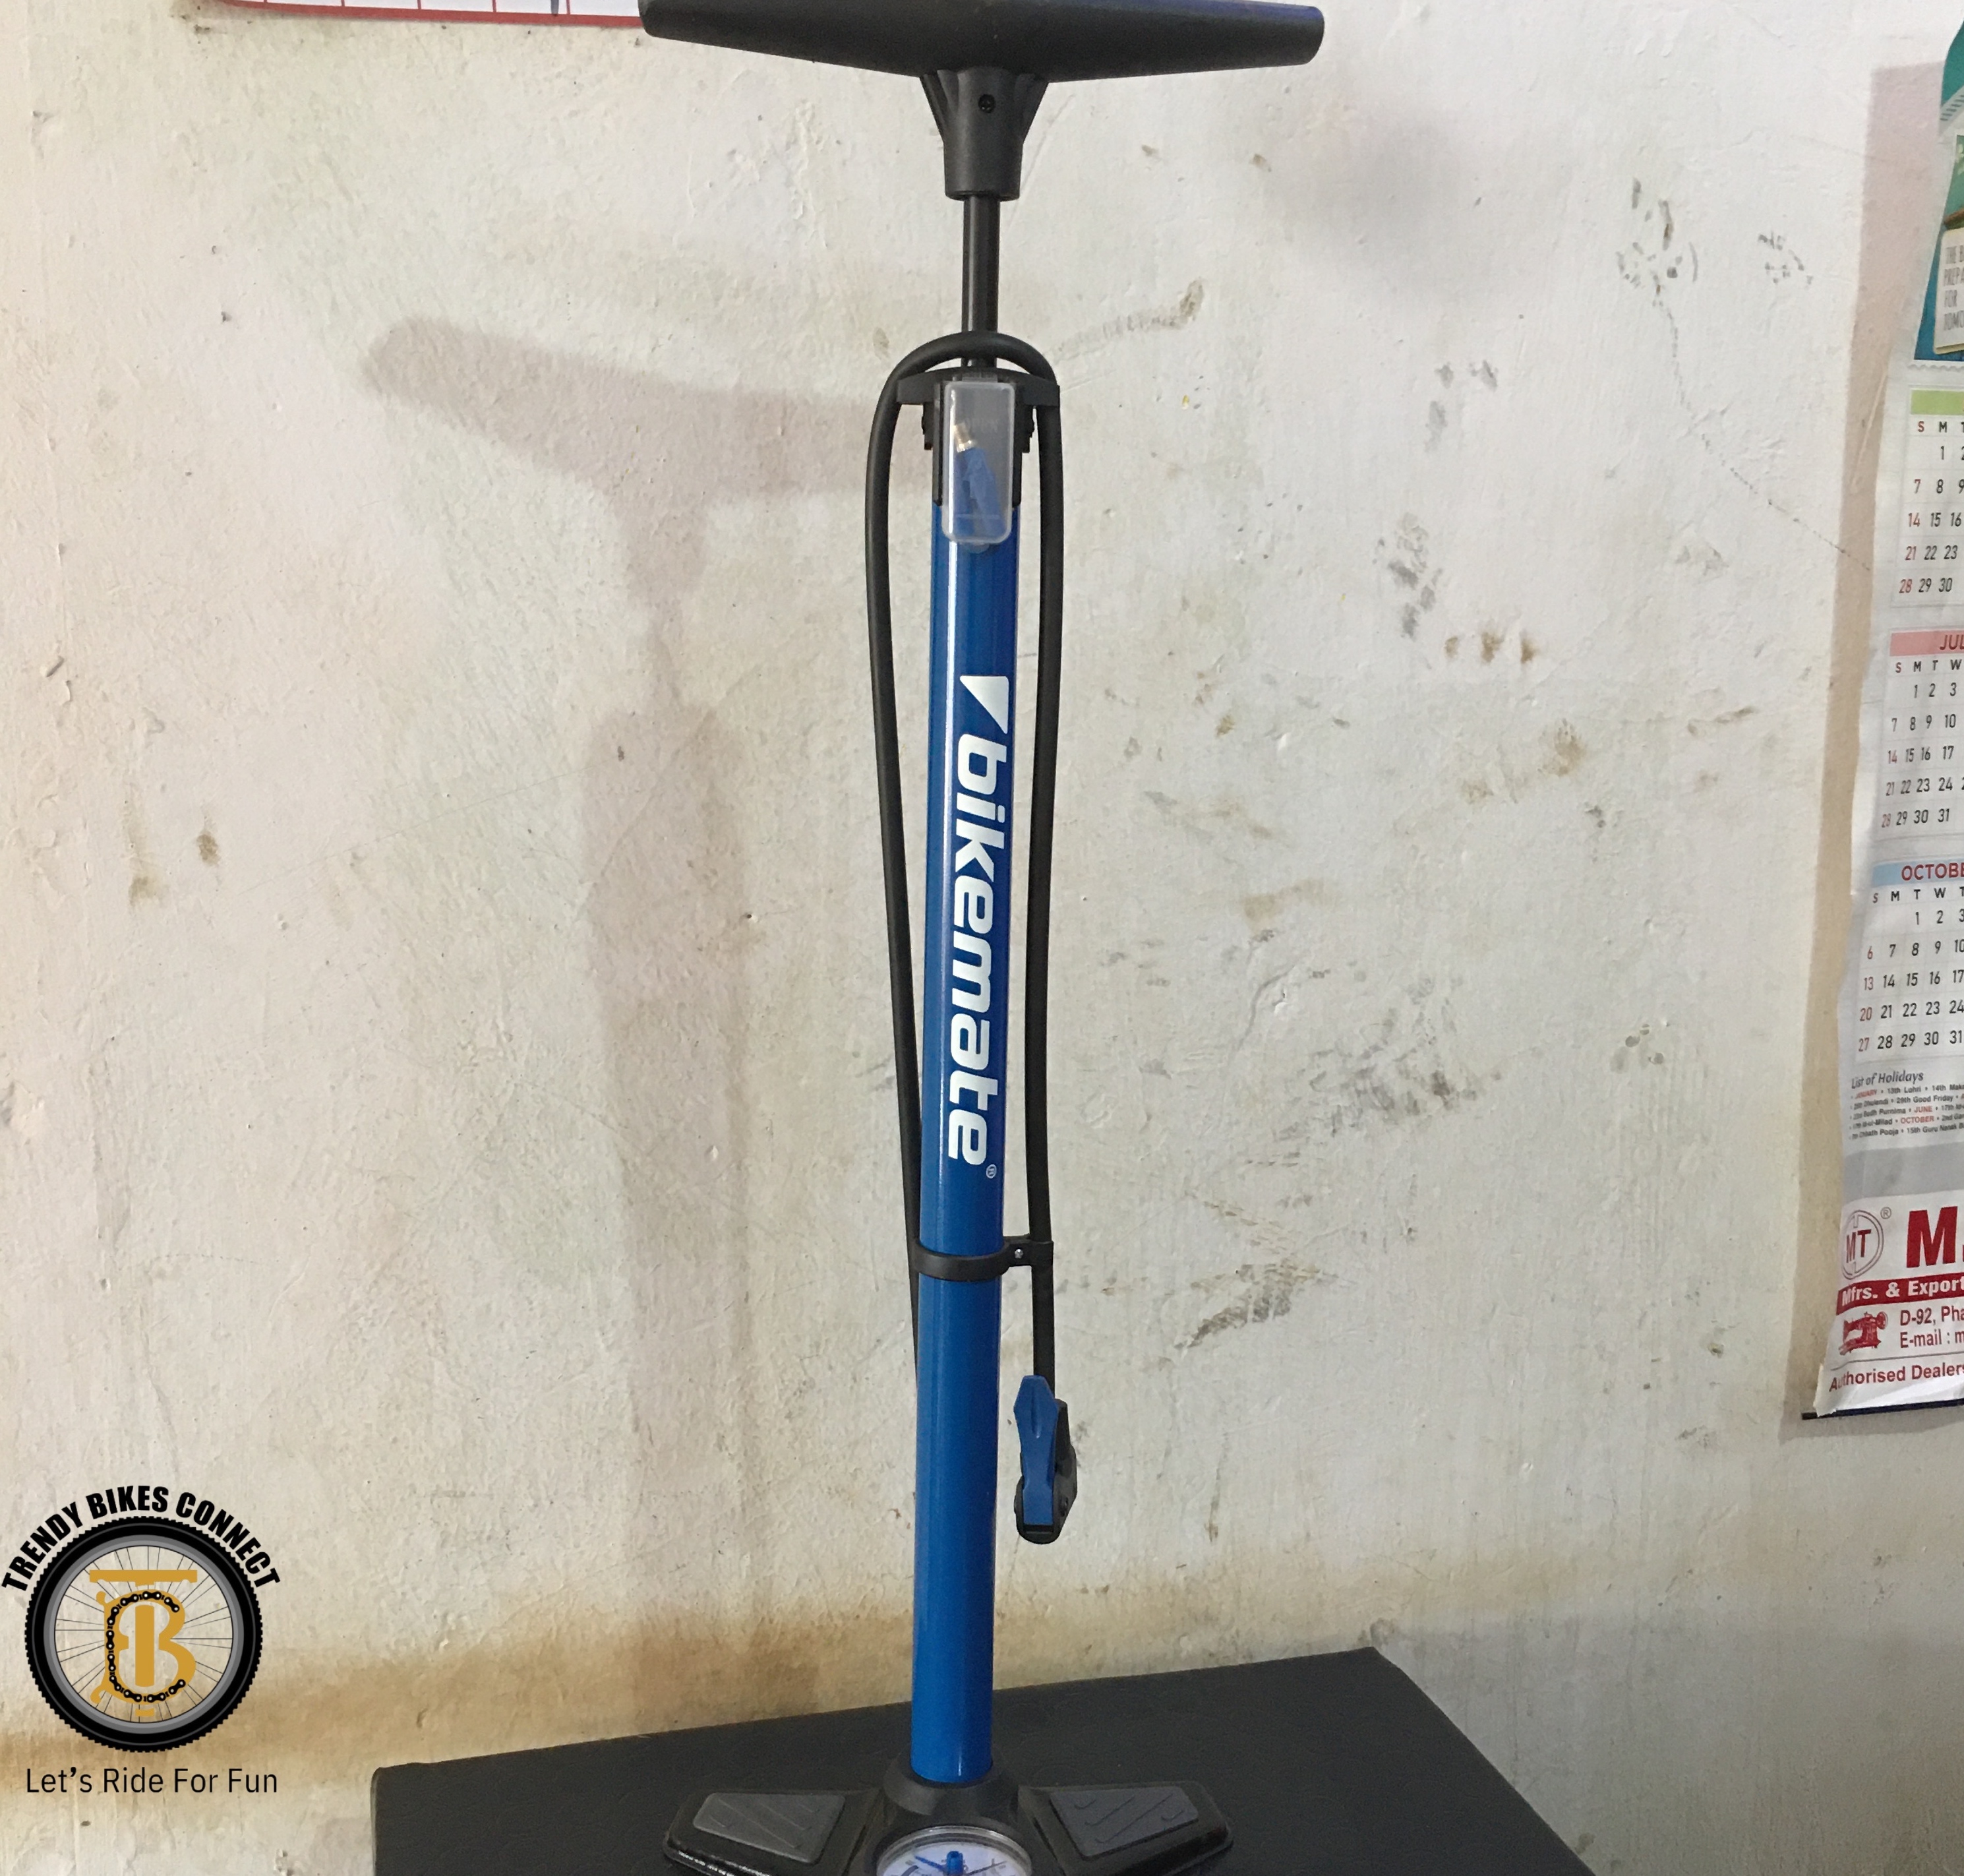 bikemate®
TRENDY BIKES CONNECT
TB
Let's Ride For Fun
S M
1
7 8 9
14 15 16
21 22 23
28 29 30
JUL
S M T W
1 2 3
7 8 9 10
14 15 16 17
21 22 23 24
28 29 30 31
OCTOBE
S M T W T
1 2 3
6 7 8 9 10
13 14 15 16 17
20 21 22 23 24
27 28 29 30 31
List of Holidays
MT ® M.
Mfrs. & Export
D-92, Pha
E-mail : m
Authorised Dealers